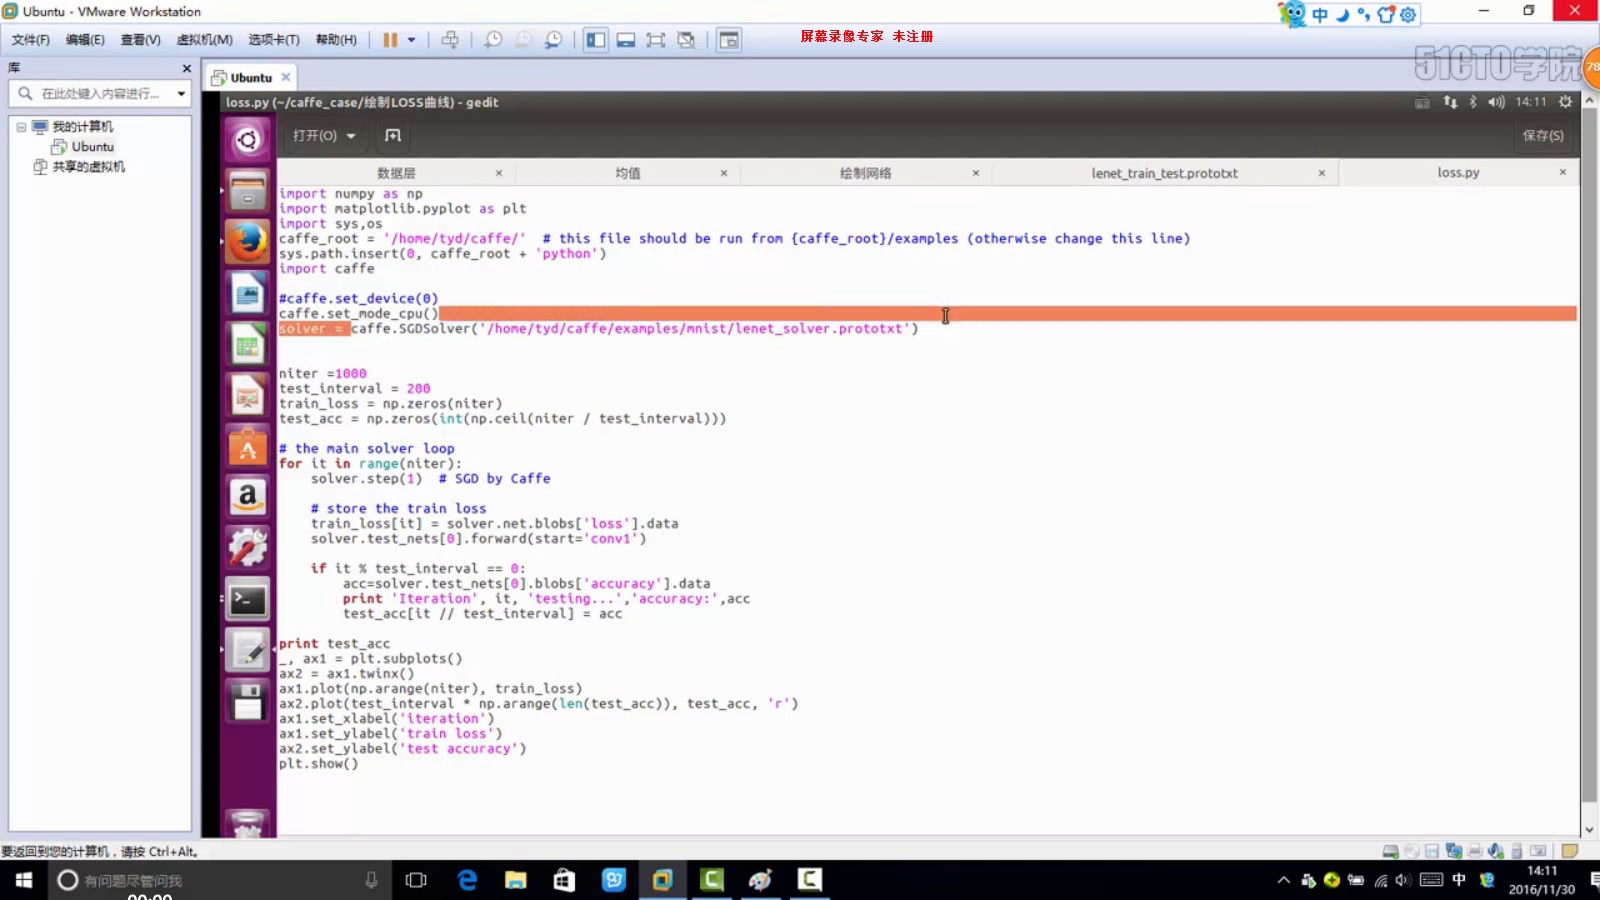 Ubuntu - VMware Workstation
中
文件(F) 编辑(E) 查看(V) 虚拟机(M) 选项卡(T) 帮助(H)
屏幕录像专家 未注册
51CTO学院
78
库
Ubuntu
在此处键入内容进行...
我的计算机
Ubuntu
共享的虚拟机
loss.py (~/caffe_case/绘制LOSS曲线) - gedit
14:11
打开(O)
保存(S)
数据层 均值 绘制网络 lenet_train_test.prototxt loss.py
import numpy as np
import matplotlib.pyplot as plt
import sys,os
caffe_root = '/home/tyd/caffe/'  # this file should be run from {caffe_root}/examples (otherwise change this line)
sys.path.insert(0, caffe_root + 'python')
import caffe
#caffe.set_device(0)
caffe.set_mode_cpu()
solver = caffe.SGDSolver('/home/tyd/caffe/examples/mnist/lenet_solver.prototxt')
niter =1000
test_interval = 200
train_loss = np.zeros(niter)
test_acc = np.zeros(int(np.ceil(niter / test_interval)))
# the main solver loop
for it in range(niter):
    solver.step(1)  # SGD by Caffe
    # store the train loss
    train_loss[it] = solver.net.blobs['loss'].data
    solver.test_nets[0].forward(start='conv1')
    if it % test_interval == 0:
        acc=solver.test_nets[0].blobs['accuracy'].data
        print 'Iteration', it, 'testing...','accuracy:',acc
        test_acc[it // test_interval] = acc
print test_acc
_, ax1 = plt.subplots()
ax2 = ax1.twinx()
ax1.plot(np.arange(niter), train_loss)
ax2.plot(test_interval * np.arange(len(test_acc)), test_acc, 'r')
ax1.set_xlabel('iteration')
ax1.set_ylabel('train loss')
ax2.set_ylabel('test accuracy')
plt.show()
要返回到您的计算机，请按 Ctrl+Alt。
有问题尽管问我
中
14:11
2016/11/30